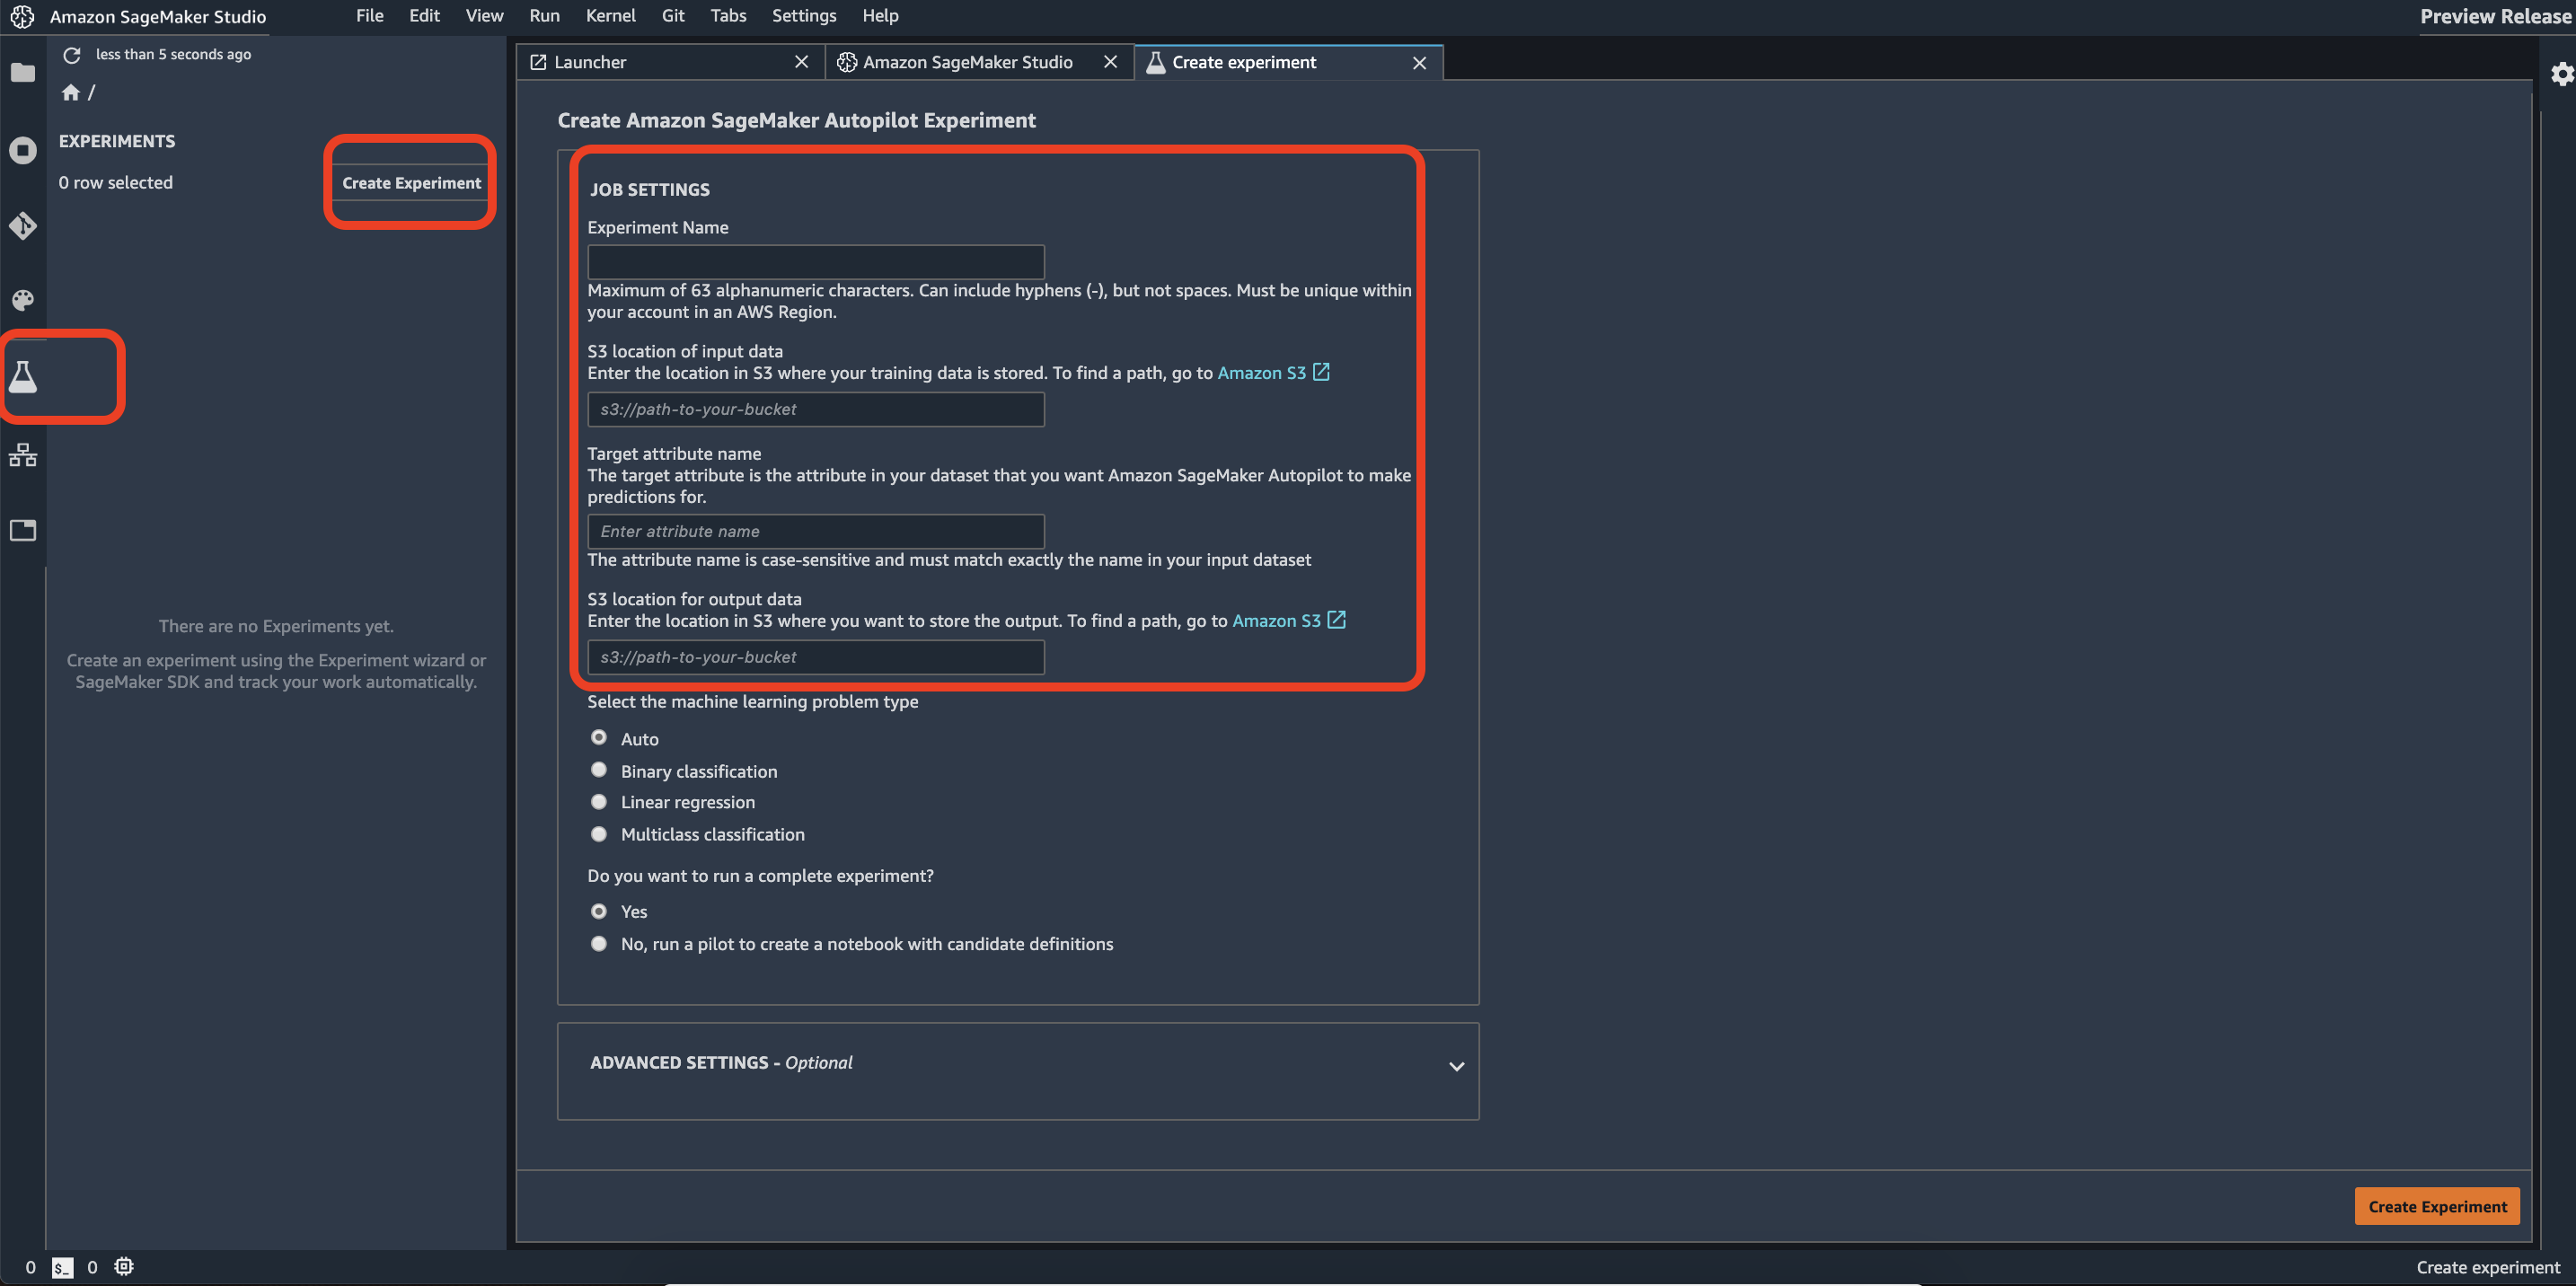 Amazon SageMaker Studio File Edit View Run Kernel Git Tabs Settings Help Preview Release
less than 5 seconds ago
/
EXPERIMENTS
0 row selected
Create Experiment
There are no Experiments yet.
Create an experiment using the Experiment wizard or
SageMaker SDK and track your work automatically.
Launcher Amazon SageMaker Studio Create experiment
Create Amazon SageMaker Autopilot Experiment
JOB SETTINGS
Experiment Name
Maximum of 63 alphanumeric characters. Can include hyphens (-), but not spaces. Must be unique within
your account in an AWS Region.
S3 location of input data
Enter the location in S3 where your training data is stored. To find a path, go to Amazon S3
s3://path-to-your-bucket
Target attribute name
The target attribute is the attribute in your dataset that you want Amazon SageMaker Autopilot to make
predictions for.
Enter attribute name
The attribute name is case-sensitive and must match exactly the name in your input dataset
S3 location for output data
Enter the location in S3 where you want to store the output. To find a path, go to Amazon S3
s3://path-to-your-bucket
Select the machine learning problem type
Auto
Binary classification
Linear regression
Multiclass classification
Do you want to run a complete experiment?
Yes
No, run a pilot to create a notebook with candidate definitions
ADVANCED SETTINGS - Optional
Create Experiment
0 $_ 0 Create experiment